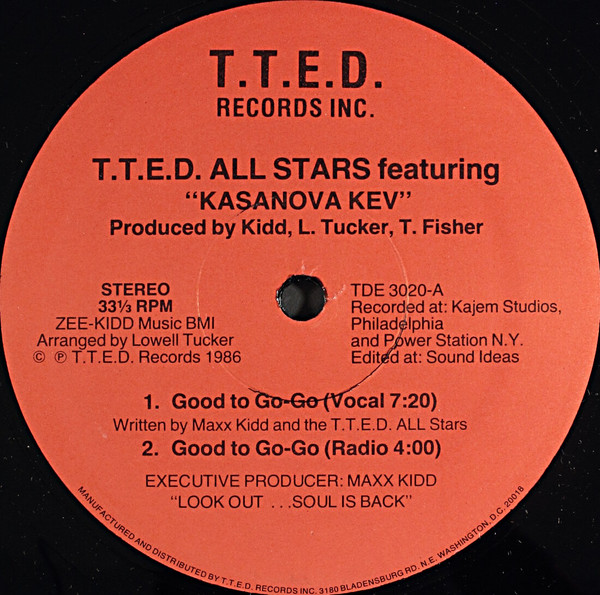 T.T.E.D.
RECORDS INC.
T.T.E.D. ALL STARS featuring
"KASANOVA KEV"
Produced by Kidd, L. Tucker, T. Fisher
STEREO
33⅓ RPM
ZEE-KIDD Music BMI
Arranged by Lowell Tucker
© ℗ T.T.E.D. Records 1986
TDE 3020-A
Recorded at: Kajem Studios,
Philadelphia
and Power Station N.Y.
Edited at: Sound Ideas
1. Good to Go-Go (Vocal 7:20)
Written by Maxx Kidd and the T.T.E.D. ALL Stars
2. Good to Go-Go (Radio 4:00)
EXECUTIVE PRODUCER: MAXX KIDD
"LOOK OUT ...SOUL IS BACK"
MANUFACTURED AND DISTRIBUTED BY T.T.E.D. RECORDS INC. 3180 BLADENSBURG RD. N.E. WASHINGTON, D.C. 20018